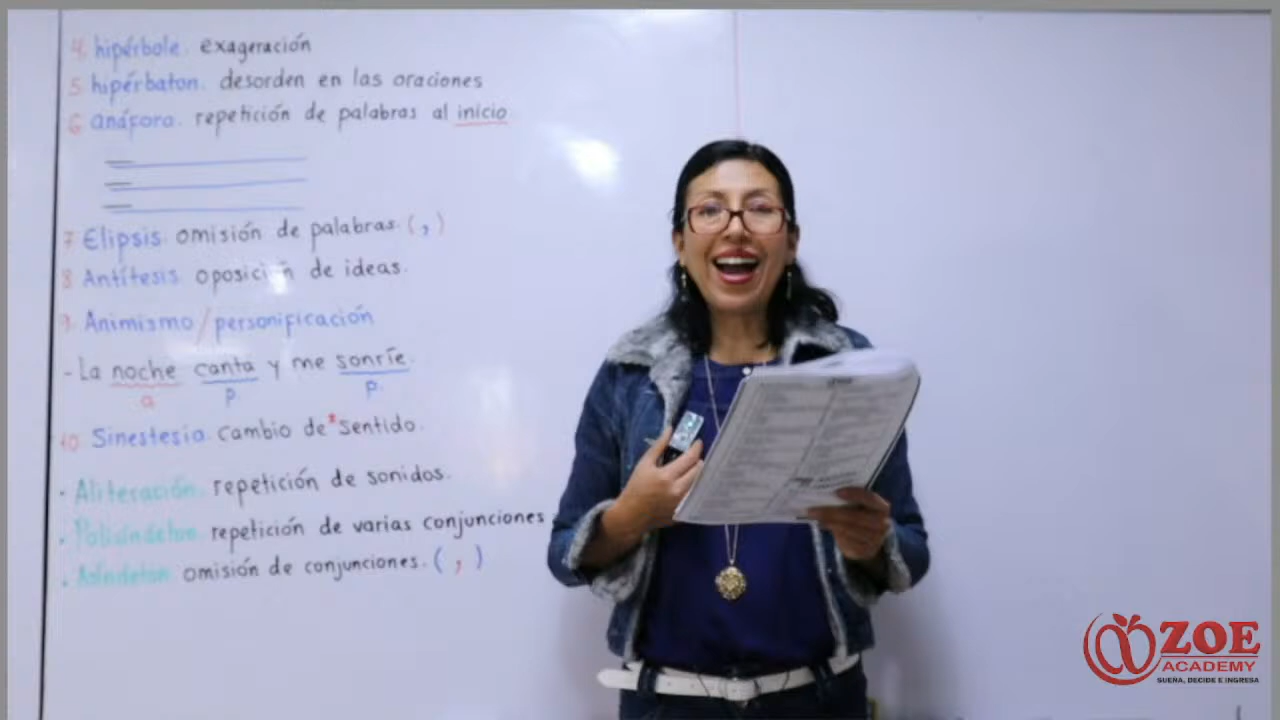 4. hipérbole. exageración
5. hipérbaton. desorden en las oraciones
6. anáfora. repetición de palabras al inicio.
7. Elipsis. omisión de palabras. ( , )
8. Antítesis. oposición de ideas.
9. Animismo / personificación
- La noche canta y me sonríe.
a p. p.
10. Sinestesia. cambio de * sentido.
• Aliteración. repetición de sonidos.
• Polisíndeton. repetición de varias conjunciones
• Asíndeton omisión de conjunciones. ( , )
ZOE
ACADEMY
SUEÑA, DECIDE E INGRESA